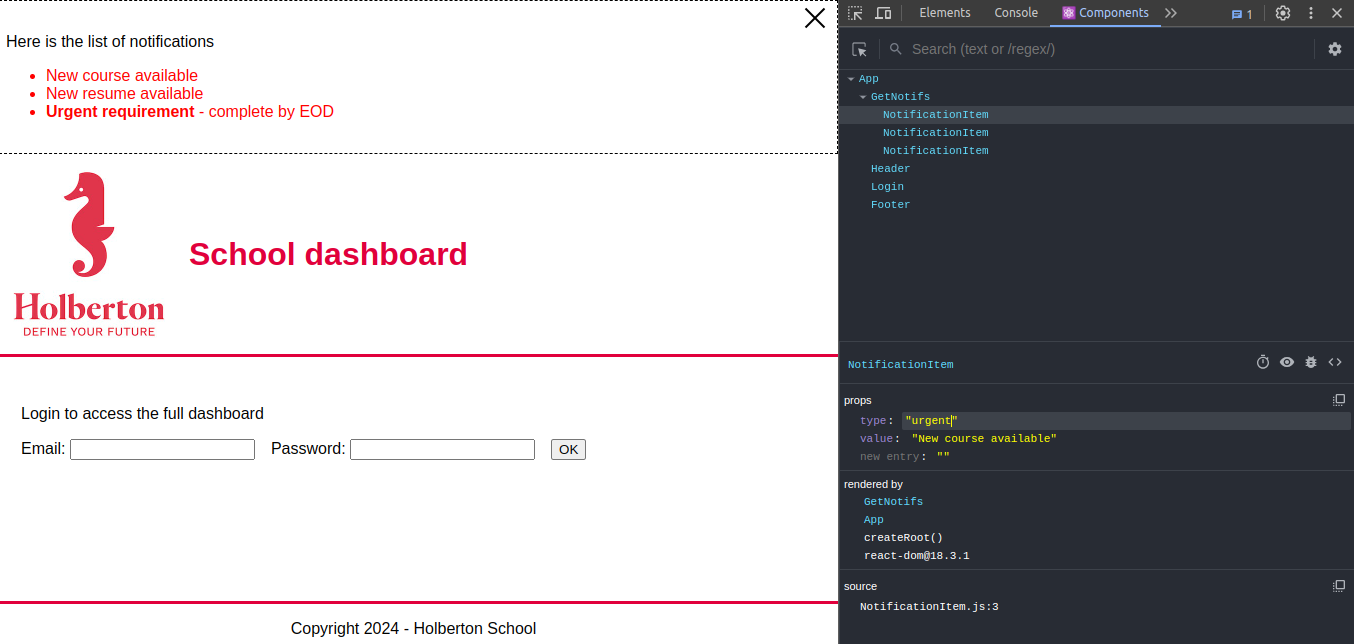 Here is the list of notifications
New course available
New resume available
Urgent requirement - complete by EOD
Holberton
DEFINE YOUR FUTURE
School dashboard
Login to access the full dashboard
Email: Password: OK
Copyright 2024 - Holberton School
Elements Console Components 1
Search (text or /regex/)
App
GetNotifs
NotificationItem
NotificationItem
NotificationItem
Header
Login
Footer
NotificationItem
props
type: "urgent"
value: "New course available"
new entry: ""
rendered by
GetNotifs
App
createRoot()
react-dom@18.3.1
source
NotificationItem.js:3